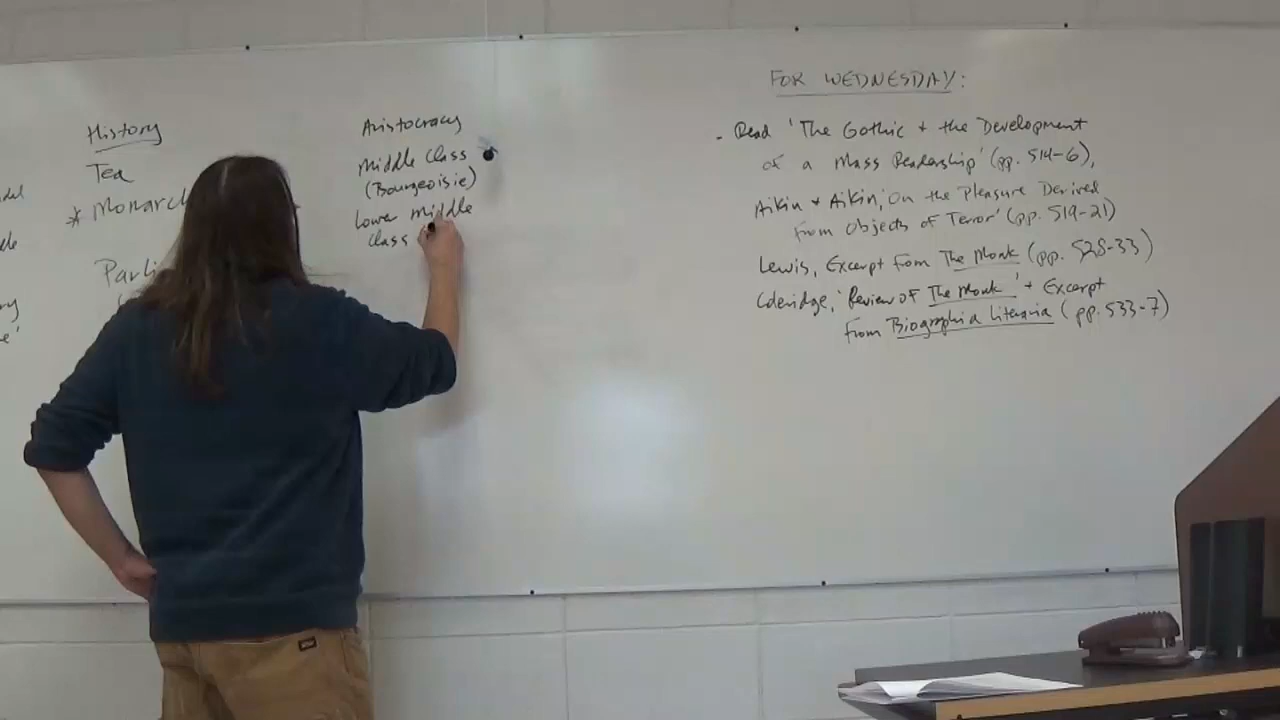 del
le
ry
e'
History
Tea
* Monarch
Parli
Aristocracy
Middle Class
(Bourgeoisie)
Lower middle
class
FOR WEDNESDAY:
- Read 'The Gothic + the Development
of a Mass Readership' (pp. 514-6),
Aikin + Aikin, 'On the Pleasure Derived
from Objects of Terror' (pp. 519-21)
Lewis, Excerpt from The Monk (pp. 528-33)
Coleridge, 'Review of The Monk' + Excerpt
from Biographia Literaria (pp. 533-7)